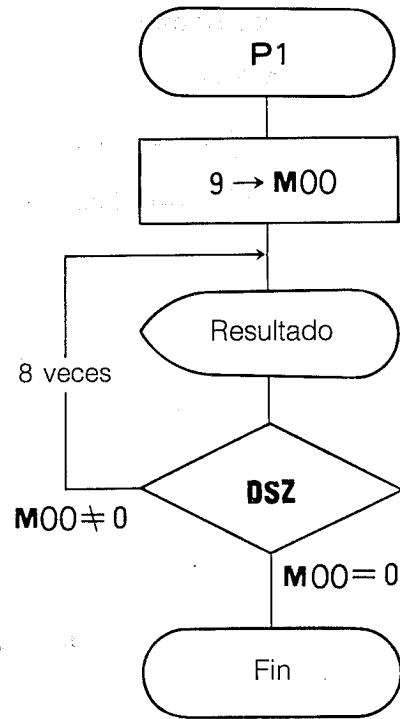 P1
9 → M00
Resultado
8 veces
DSZ
M00≠0
M00=0
Fin